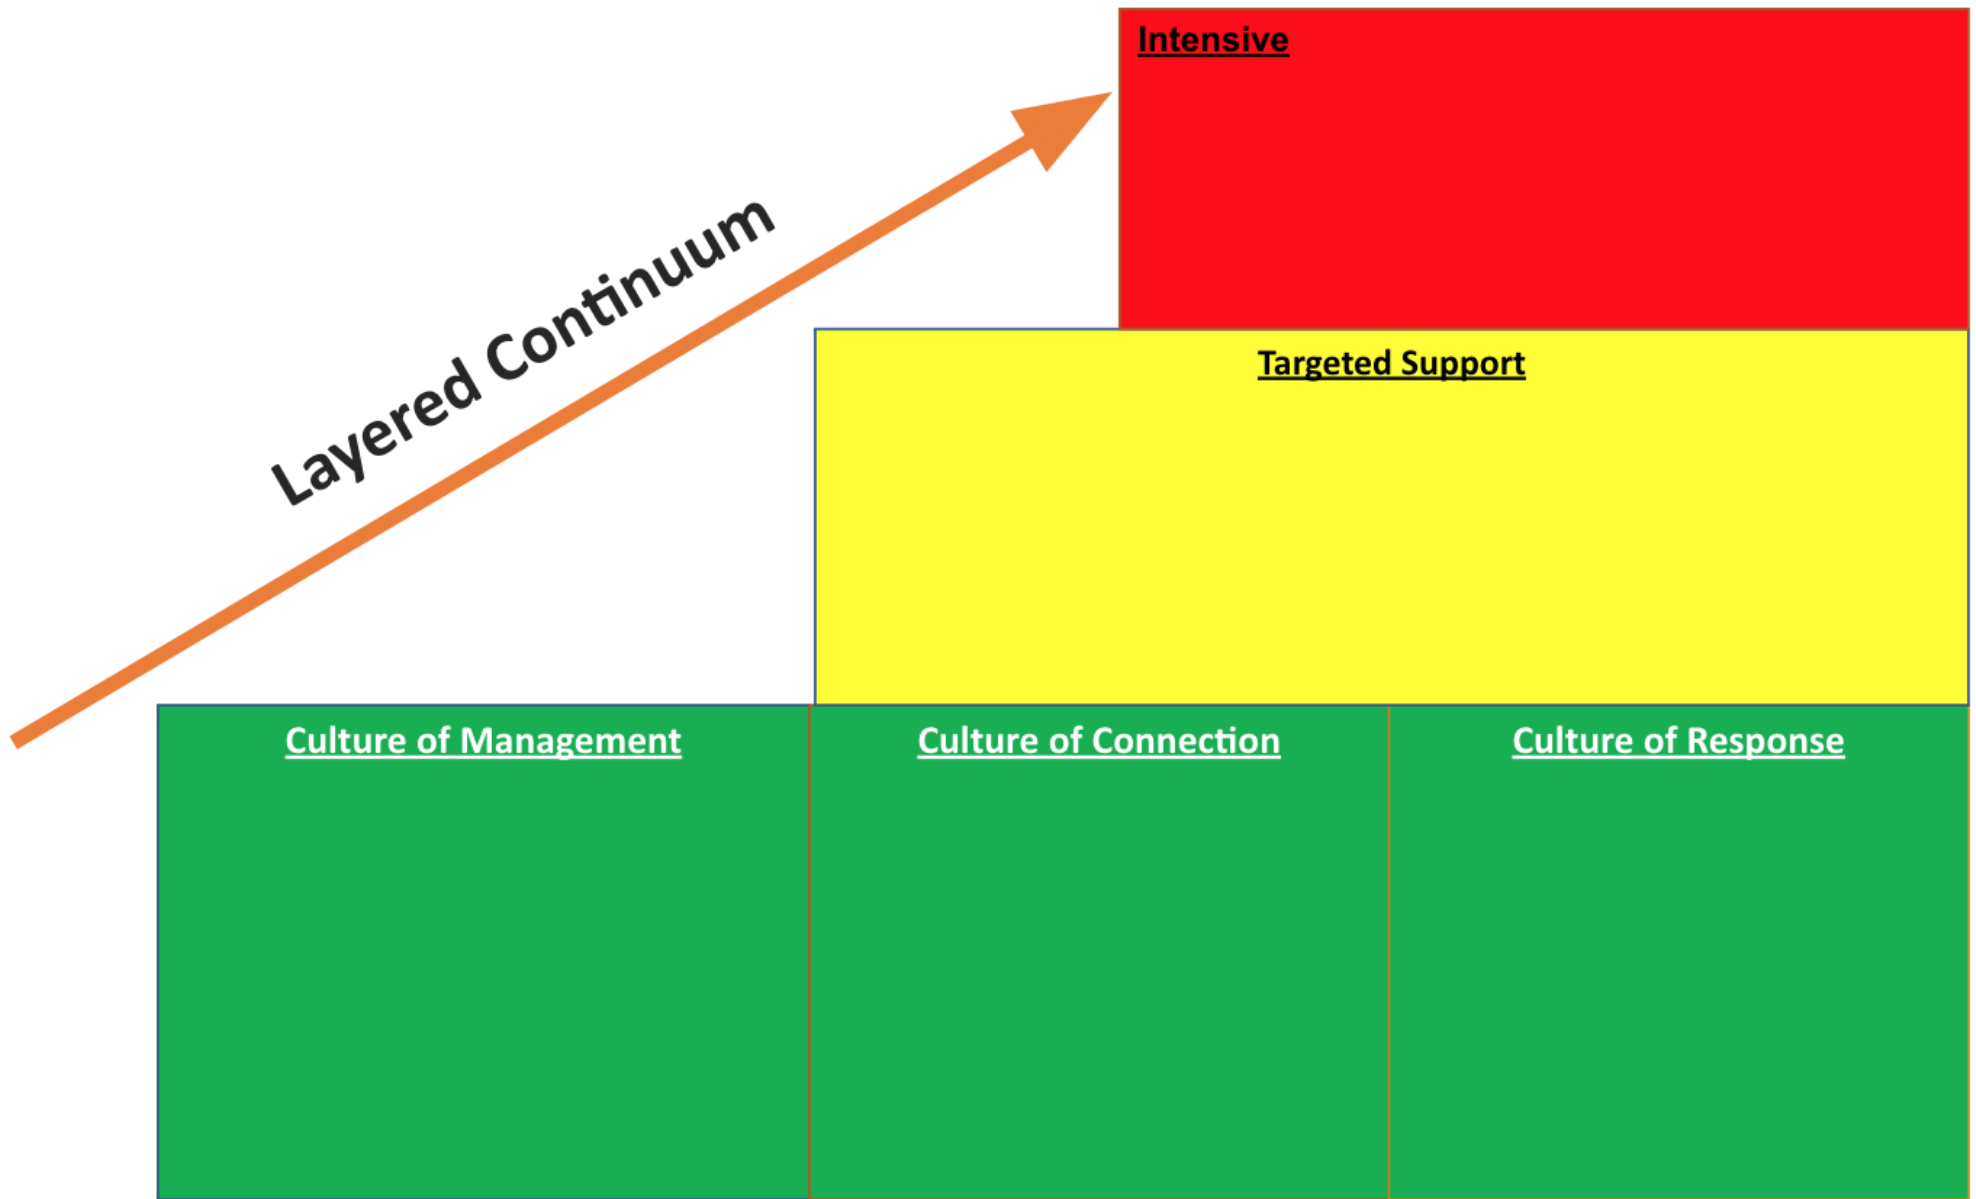 Intensive
Layered Continuum
Targeted Support
Culture of Management
Culture of Connection
Culture of Response